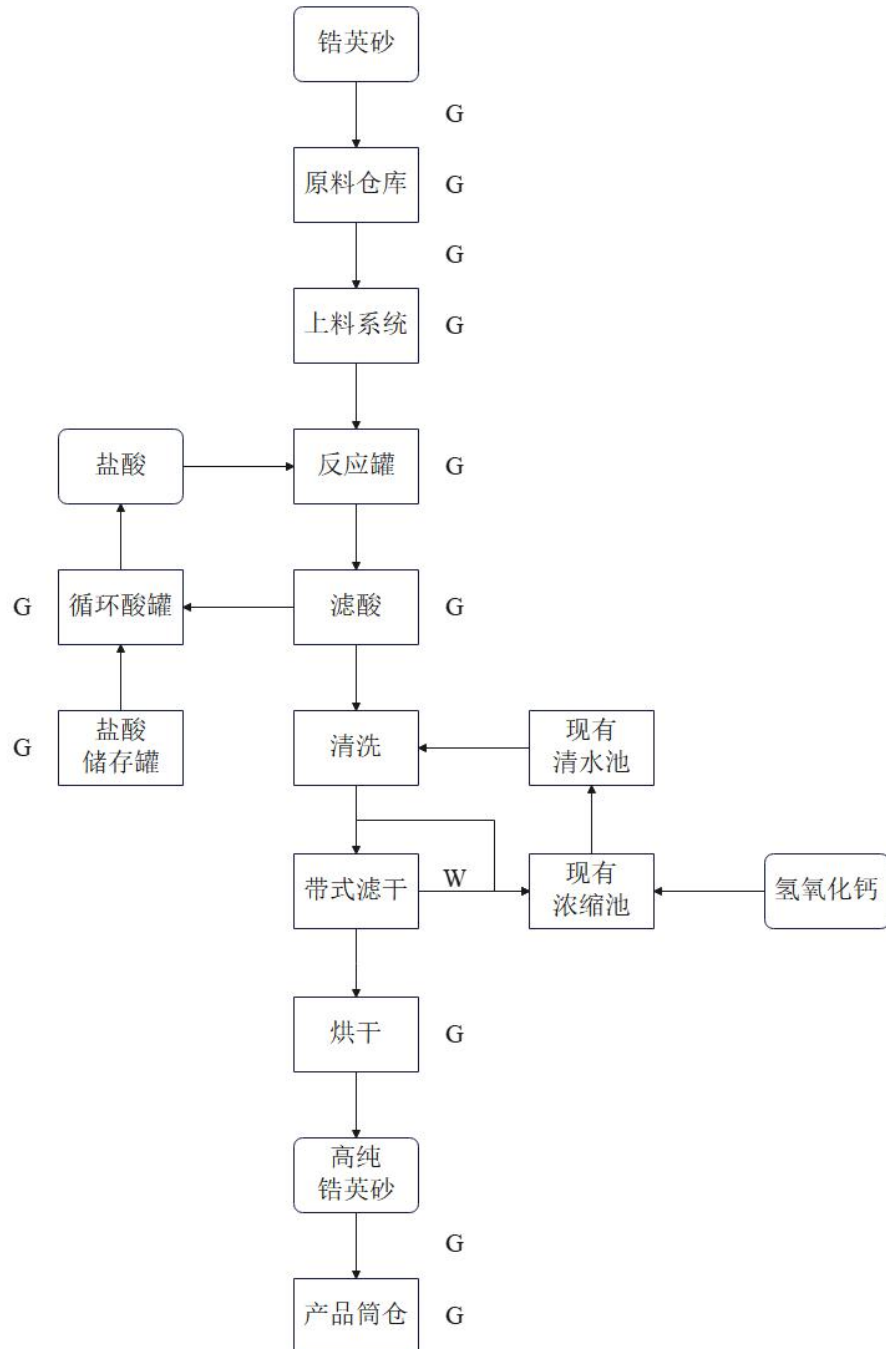 锆英砂
G
原料仓库
G
G
上料系统
G
盐酸
反应罐
G
G
循环酸罐
滤酸
G
G
盐酸
储存罐
清洗
现有
清水池
带式滤干
W
现有
浓缩池
氢氧化钙
烘干
G
高纯
锆英砂
G
产品筒仓
G